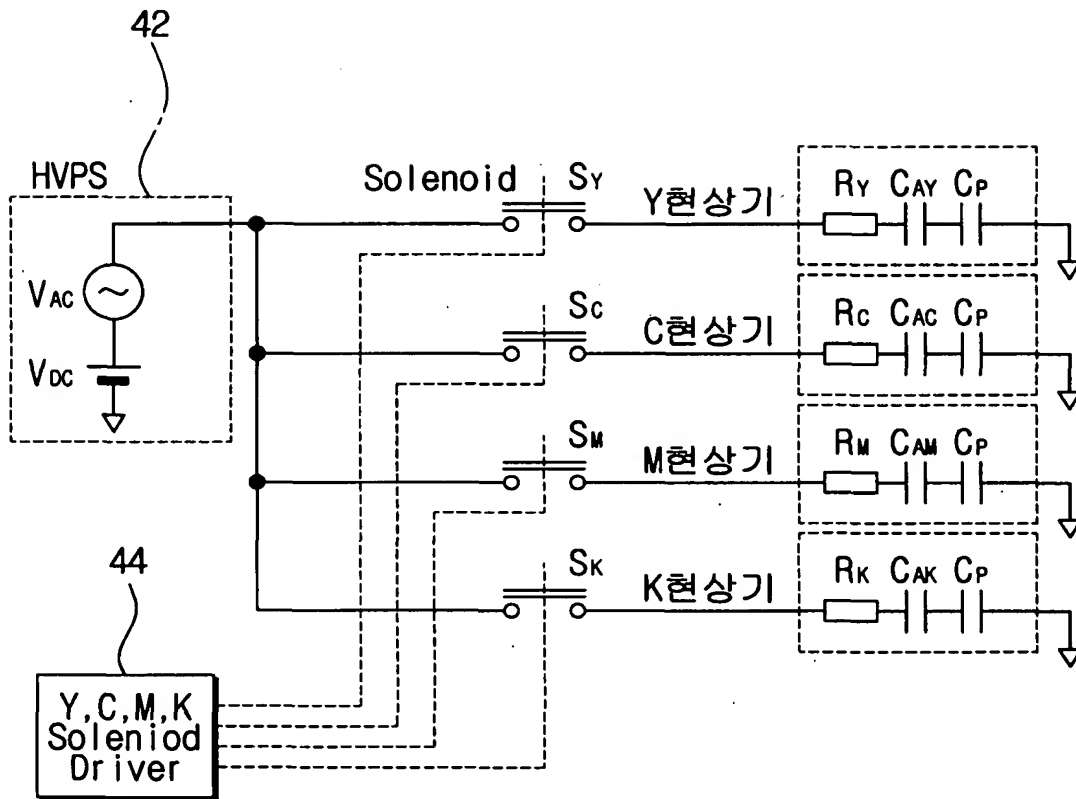 42
HVPS
VAC
VDC
Solenoid
SY
Y현상기
RY CAY CP
SC
C현상기
RC CAC CP
SM
M현상기
RM CAM CP
SK
K현상기
RK CAK CP
44
Y,C,M,K
Soleniod
Driver